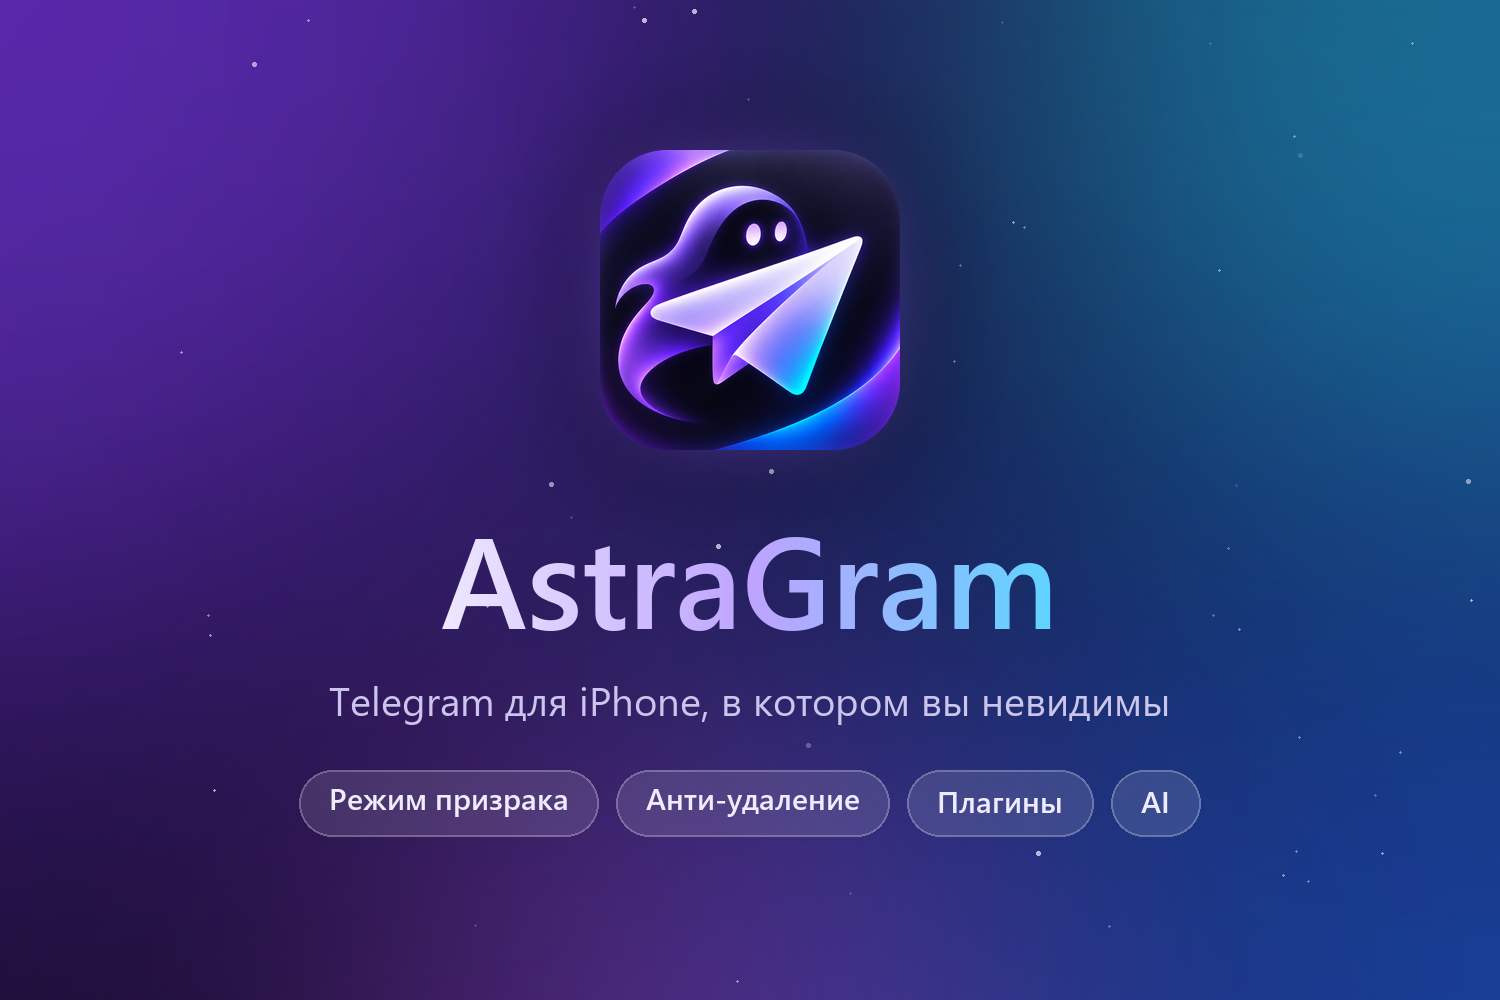 AstraGram
Telegram для iPhone, в котором вы невидимы
Режим призрака Анти-удаление Плагины AI